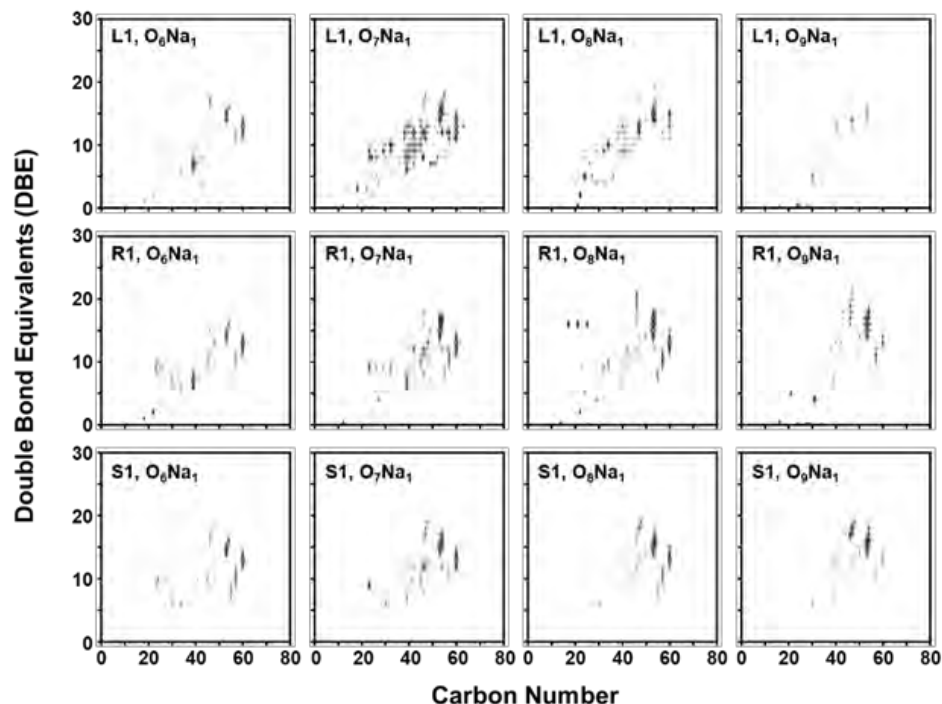 Double Bond Equivalents (DBE)
30
20
10
0
L1, O₆Na₁
L1, O₇Na₁
L1, O₈Na₁
L1, O₉Na₁
30
20
10
0
R1, O₆Na₁
R1, O₇Na₁
R1, O₈Na₁
R1, O₉Na₁
30
20
10
0
S1, O₆Na₁
S1, O₇Na₁
S1, O₈Na₁
S1, O₉Na₁
0 20 40 60 80 0 20 40 60 80 20 40 60 80 0 20 40 60 80
Carbon Number